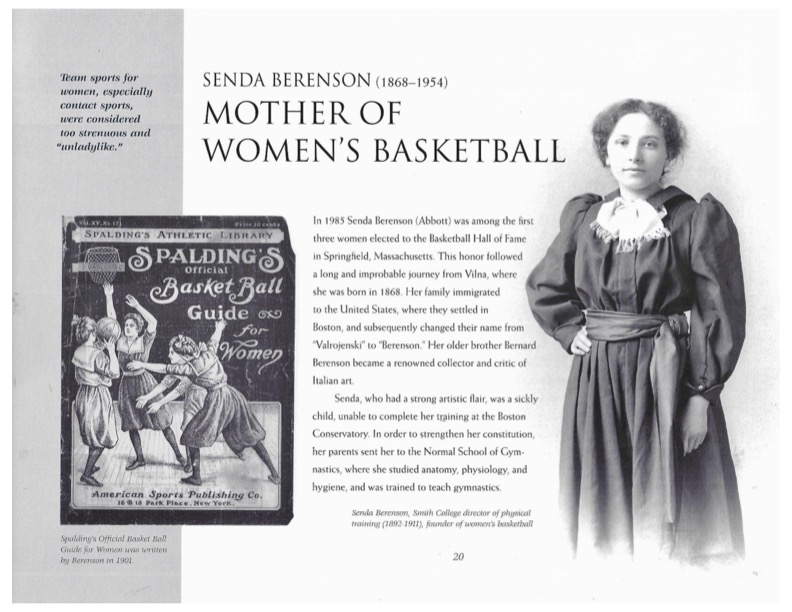 Team sports for
women, especially
contact sports,
were considered
too strenuous and
“unladylike.”
SENDA BERENSON (1868–1954)
MOTHER OF
WOMEN’S BASKETBALL
Vol. XV, No. 17
Price 10 cents
SPALDING’S ATHLETIC LIBRARY
SPALDING’S
Official
Basket Ball
Guide
for
Women
American Sports Publishing Co.
16 & 18 Park Place, New York.
Spalding’s Official Basket Ball
Guide for Women was written
by Berenson in 1901
In 1985 Senda Berenson (Abbott) was among the first
three women elected to the Basketball Hall of Fame
in Springfield, Massachusetts. This honor followed
a long and improbable journey from Vilna, where
she was born in 1868. Her family immigrated
to the United States, where they settled in
Boston, and subsequently changed their name from
“Valrojenski” to “Berenson.” Her older brother Bernard
Berenson became a renowned collector and critic of
Italian art.
Senda, who had a strong artistic flair, was a sickly
child, unable to complete her training at the Boston
Conservatory. In order to strengthen her constitution,
her parents sent her to the Normal School of Gym-
nastics, where she studied anatomy, physiology, and
hygiene, and was trained to teach gymnastics.
Senda Berenson, Smith College director of physical
training (1892-1911), founder of women’s basketball
20